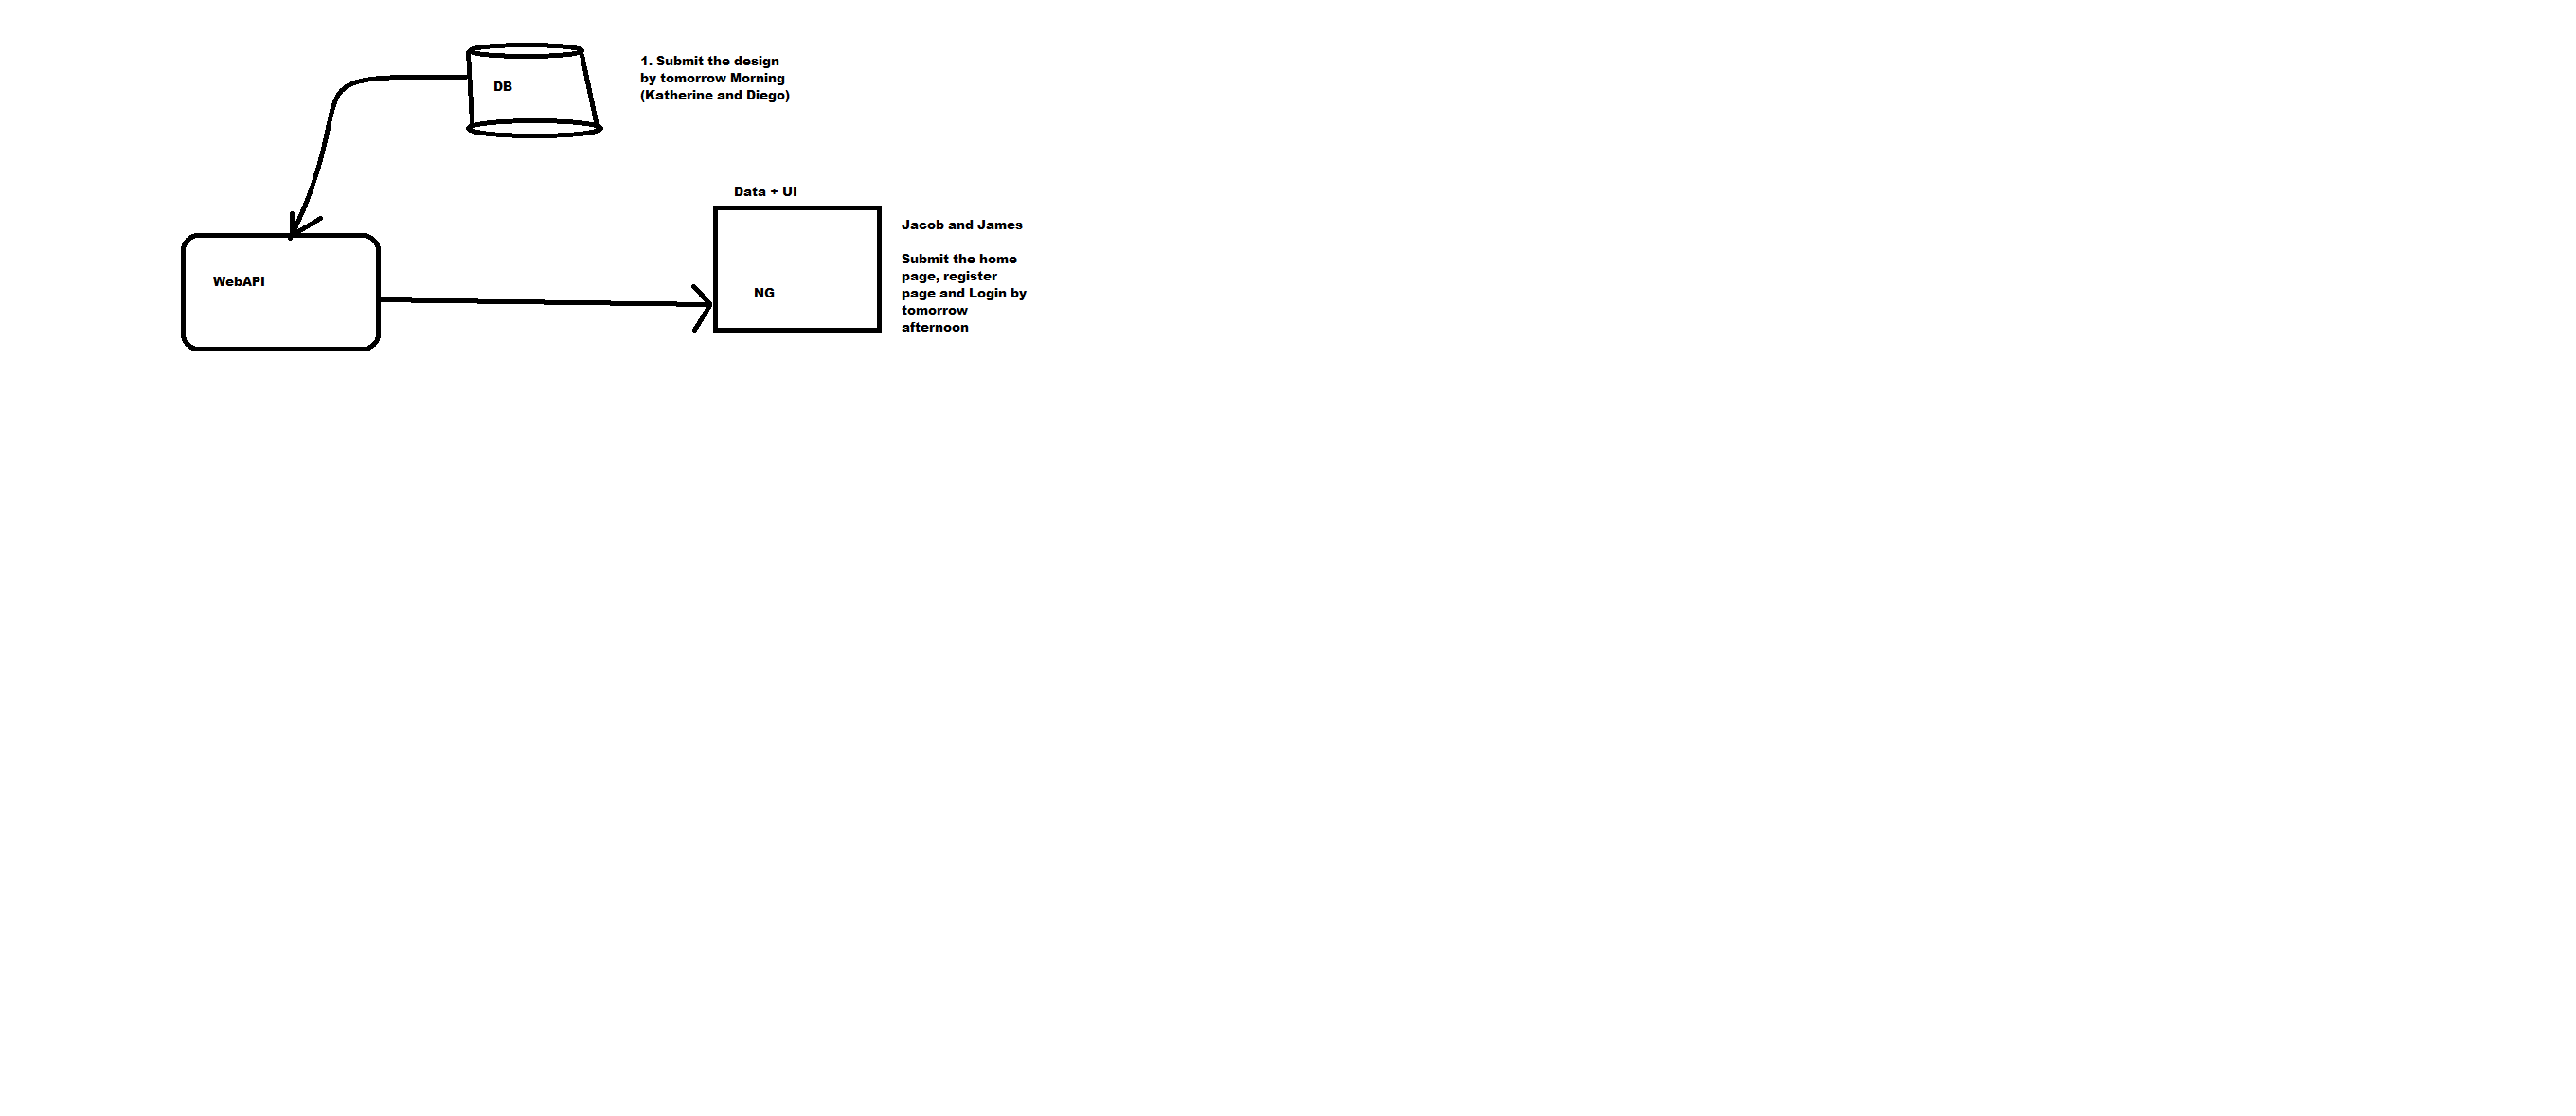 1. Submit the design
by tomorrow Morning
(Katherine and Diego)
DB
Data + UI
Jacob and James
Submit the home
page, register
page and Login by
tomorrow
afternoon
WebAPI
NG